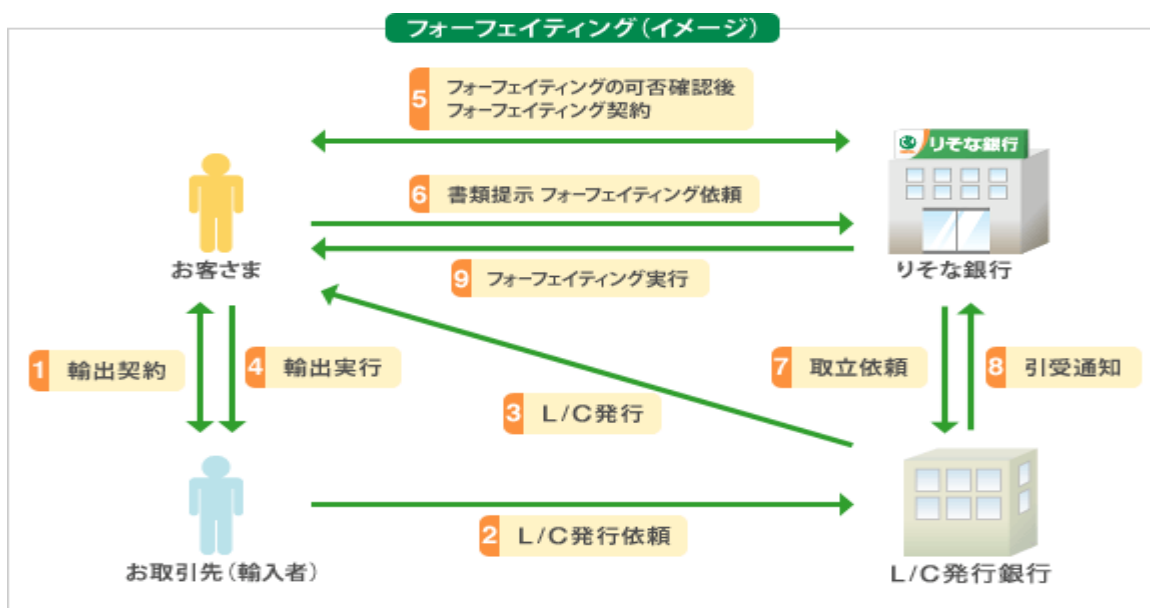 フォーフェイティング(イメージ)
5 フォーフェイティングの可否確認後
フォーフェイティング契約
りそな銀行
6 書類提示 フォーフェイティング依頼
お客さま
りそな銀行
9 フォーフェイティング実行
1 輸出契約
4 輸出実行
7 取立依頼
8 引受通知
3 L/C発行
2 L/C発行依頼
お取引先(輸入者)
L/C発行銀行